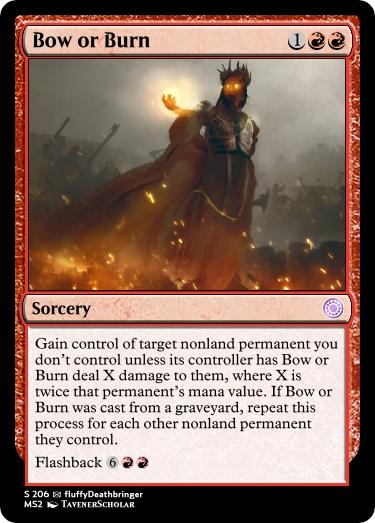 Bow or Burn 1
Sorcery
Gain control of target nonland permanent you
don't control unless its controller has Bow or
Burn deal X damage to them, where X is
twice that permanent's mana value. If Bow or
Burn was cast from a graveyard, repeat this
process for each other nonland permanent
they control.
Flashback 6
S 206 fluffyDeathbringer
MS2 TavenerScholar